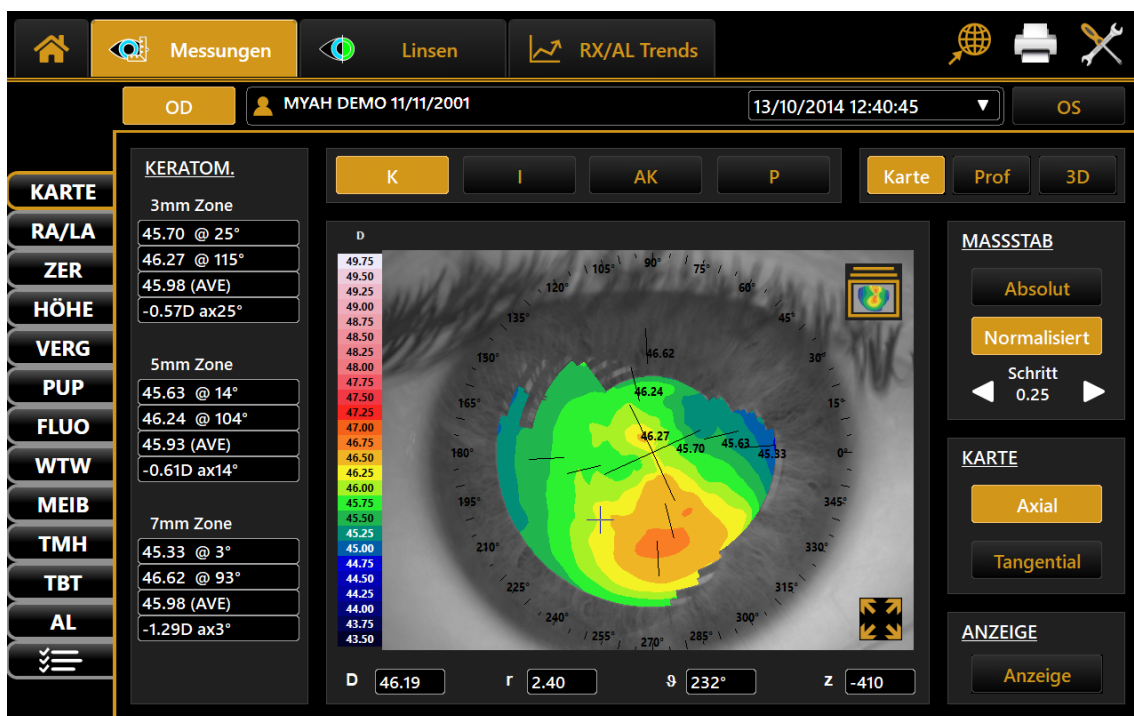 Messungen
Linsen
RX/AL Trends
OD
MYAH DEMO 11/11/2001
13/10/2014 12:40:45
OS
KARTE
RA/LA
ZER
HÖHE
VERG
PUP
FLUO
WTW
MEIB
TMH
TBT
AL
KERATOM.
3mm Zone
45.70 @ 25°
46.27 @ 115°
45.98 (AVE)
-0.57D ax25°
5mm Zone
45.63 @ 14°
46.24 @ 104°
45.93 (AVE)
-0.61D ax14°
7mm Zone
45.33 @ 3°
46.62 @ 93°
45.98 (AVE)
-1.29D ax3°
K
I
AK
P
Karte
Prof
3D
D
49.75
49.50
49.25
49.00
48.75
48.50
48.25
48.00
47.75
47.50
47.25
47.00
46.75
46.50
46.25
46.00
45.75
45.50
45.25
45.00
44.75
44.50
44.25
44.00
43.75
43.50
105°
90°
75°
120°
60°
135°
45°
150°
46.62
30°
165°
46.24
15°
180°
46.27
45.70
45.63
45.33
0°
195°
345°
210°
330°
225°
315°
240°
300°
255°
270°
285°
D 46.19
r 2.40
ϑ 232°
z -410
MASSSTAB
Absolut
Normalisiert
Schritt
0.25
KARTE
Axial
Tangential
ANZEIGE
Anzeige